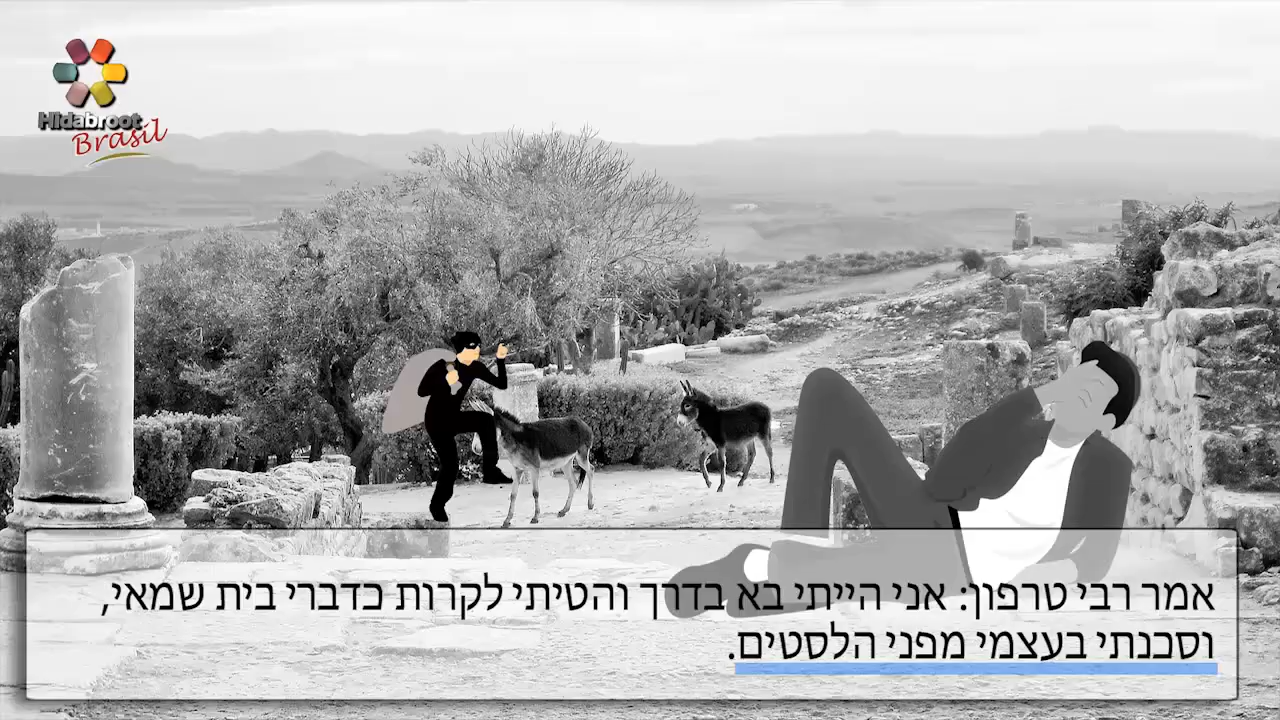 Hidabroot
Brasil
אמר רבי טרפון: אני הייתי בא בדרך והטיתי לקרות כדברי בית שמאי,
וסכנתי בעצמי מפני הלסטים.